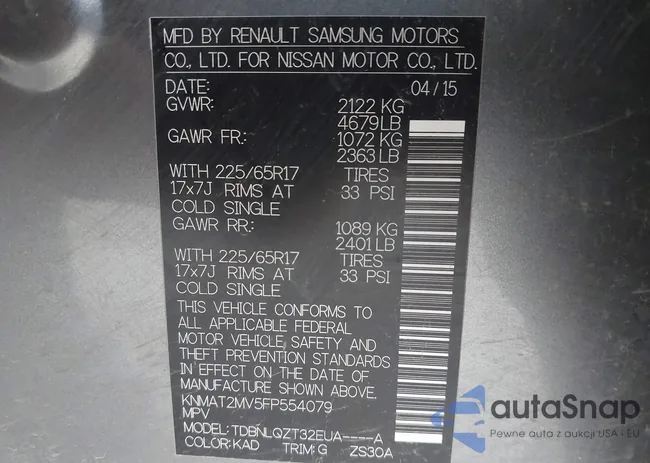 MFD BY RENAULT SAMSUNG MOTORS
CO., LTD. FOR NISSAN MOTOR CO., LTD.
DATE: 04/15
GVWR: 2122 KG
4679 LB
GAWR FR: 1072 KG
2363 LB
WITH 225/65R17 TIRES
17x7J RIMS AT 33 PSI
COLD SINGLE
GAWR RR: 1089 KG
2401 LB
WITH 225/65R17 TIRES
17x7J RIMS AT 33 PSI
COLD SINGLE
THIS VEHICLE CONFORMS TO
ALL APPLICABLE FEDERAL
MOTOR VEHICLE SAFETY AND
THEFT PREVENTION STANDARDS
IN EFFECT ON THE DATE OF
MANUFACTURE SHOWN ABOVE.
KNMAT2MV5FP554079
MPV
MODEL: TDBNLQZT32EUA----A
COLOR: KAD TRIM: G ZS30A
autaSnap
Pewne auta z aukcji USA - EU